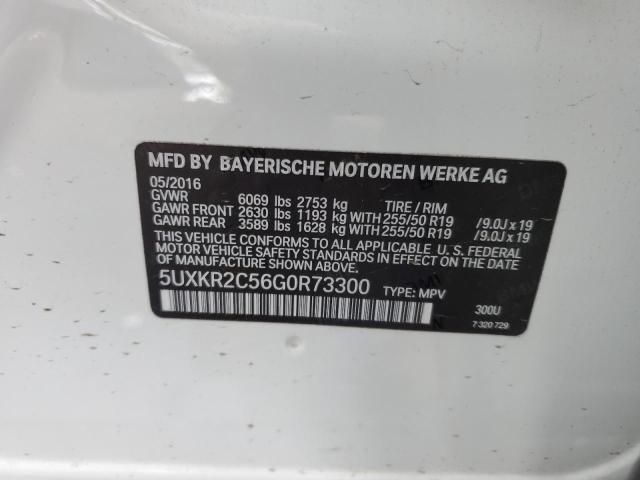 MFD BY BAYERISCHE MOTOREN WERKE AG
05/2016
GVWR 6069 lbs 2753 kg TIRE / RIM
GAWR FRONT 2630 lbs 1193 kg WITH 255/50 R19 /9.0J x 19
GAWR REAR 3589 lbs 1628 kg WITH 255/50 R19 /9.0J x 19
THIS VEHICLE CONFORMS TO ALL APPLICABLE U.S. FEDERAL
MOTOR VEHICLE SAFETY STANDARDS IN EFFECT ON THE
DATE OF MANUFACTURE SHOWN ABOVE.
5UXKR2C56G0R73300 TYPE: MPV
300U
7 320 729